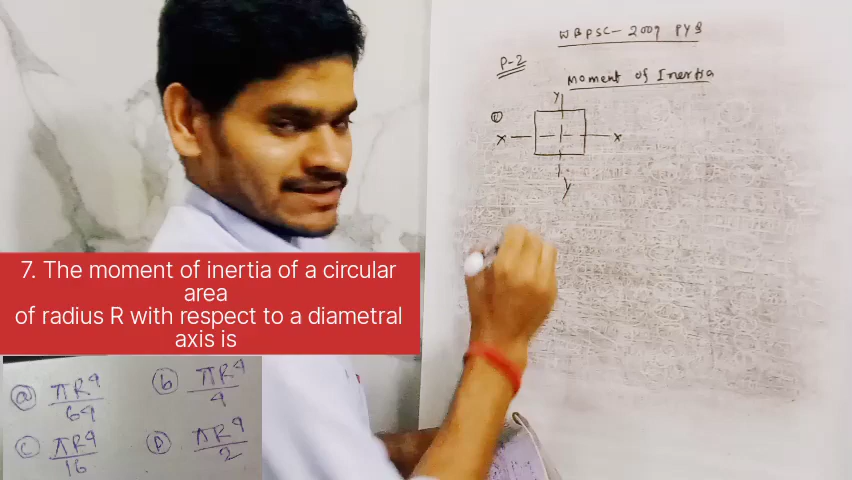 WBPSC - 2009 PYQ
P-2
Moment of Inertia
①
Y
X
X
Y
7. The moment of inertia of a circular
area
of radius R with respect to a diametral
axis is
ⓐ πR⁴/64 ⓑ πR⁴/4
ⓒ πR⁴/16 ⓓ πR⁴/2